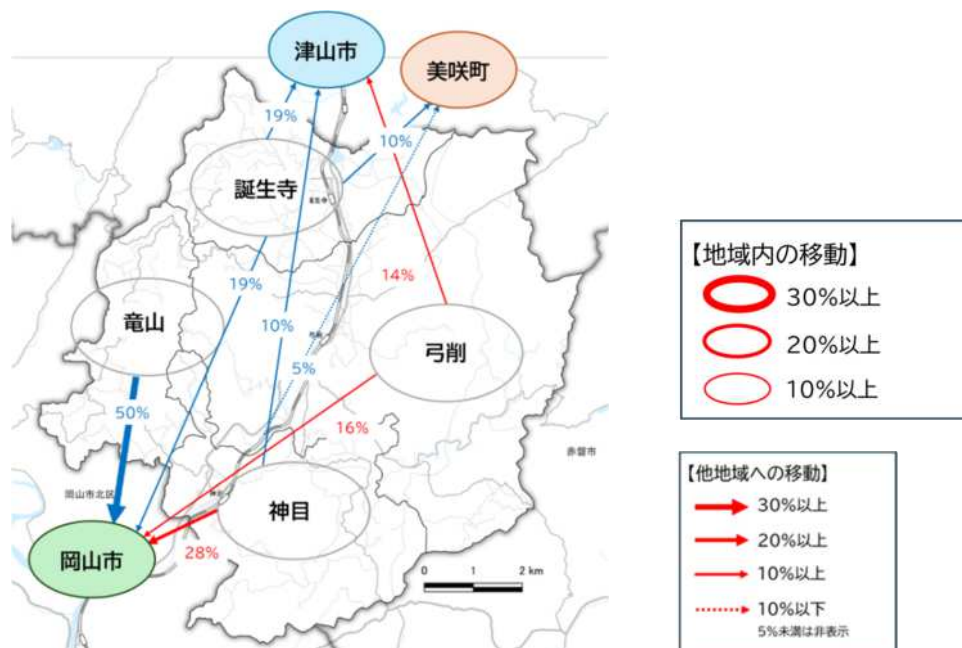 津山市
美咲町
19%
10%
誕生寺
14%
19%
竜山
10%
弓削
5%
50%
16%
赤磐市
岡山市北区
神目
岡山市
28%
0 1 2 km
【地域内の移動】
30%以上
20%以上
10%以上
【他地域への移動】
30%以上
20%以上
10%以上
10%以下
5%未満は非表示